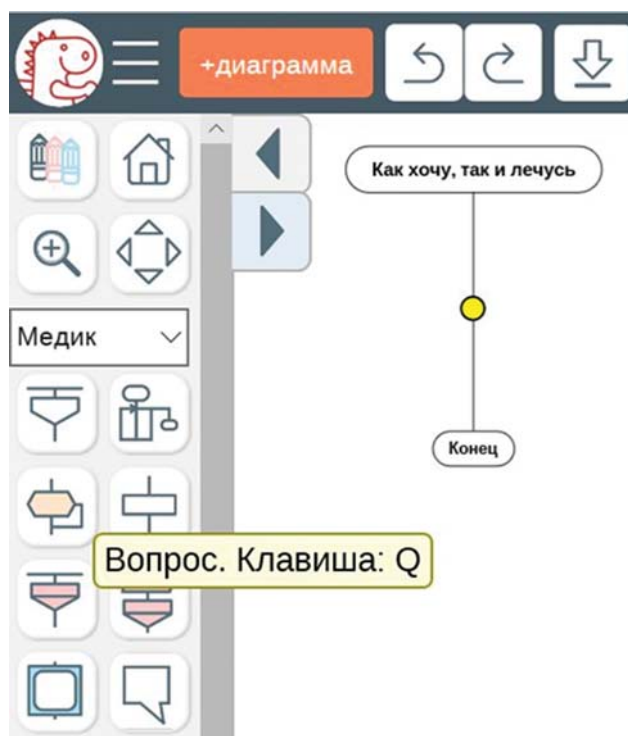 +диаграмма
Как хочу, так и лечусь
Медик
Конец
Вопрос. Клавиша: Q